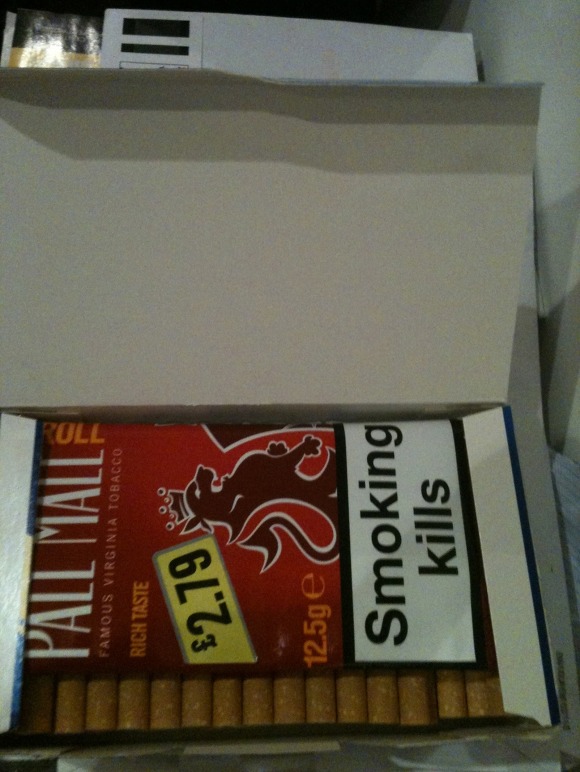 ROLL
PALL MALL
FAMOUS VIRGINIA TOBACCO
RICH TASTE
£2.79
12.5g e
Smoking
kills